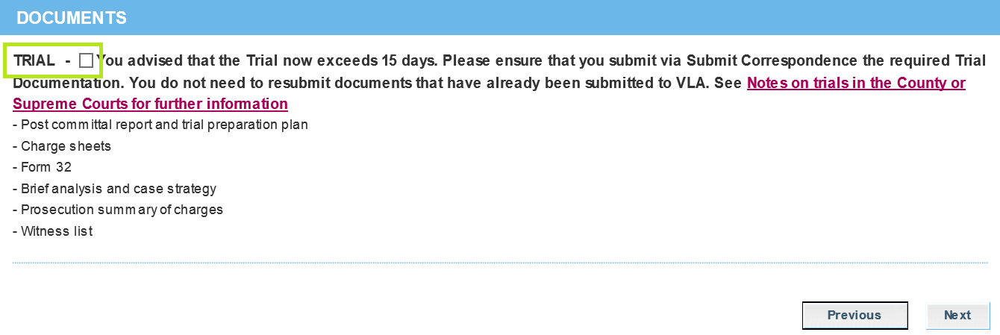 DOCUMENTS
TRIAL - You advised that the Trial now exceeds 15 days. Please ensure that you submit via Submit Correspondence the required Trial
Documentation. You do not need to resubmit documents that have already been submitted to VLA. See Notes on trials in the County or
Supreme Courts for further information
- Post committal report and trial preparation plan
- Charge sheets
- Form 32
- Brief analysis and case strategy
- Prosecution summary of charges
- Witness list
Previous Next